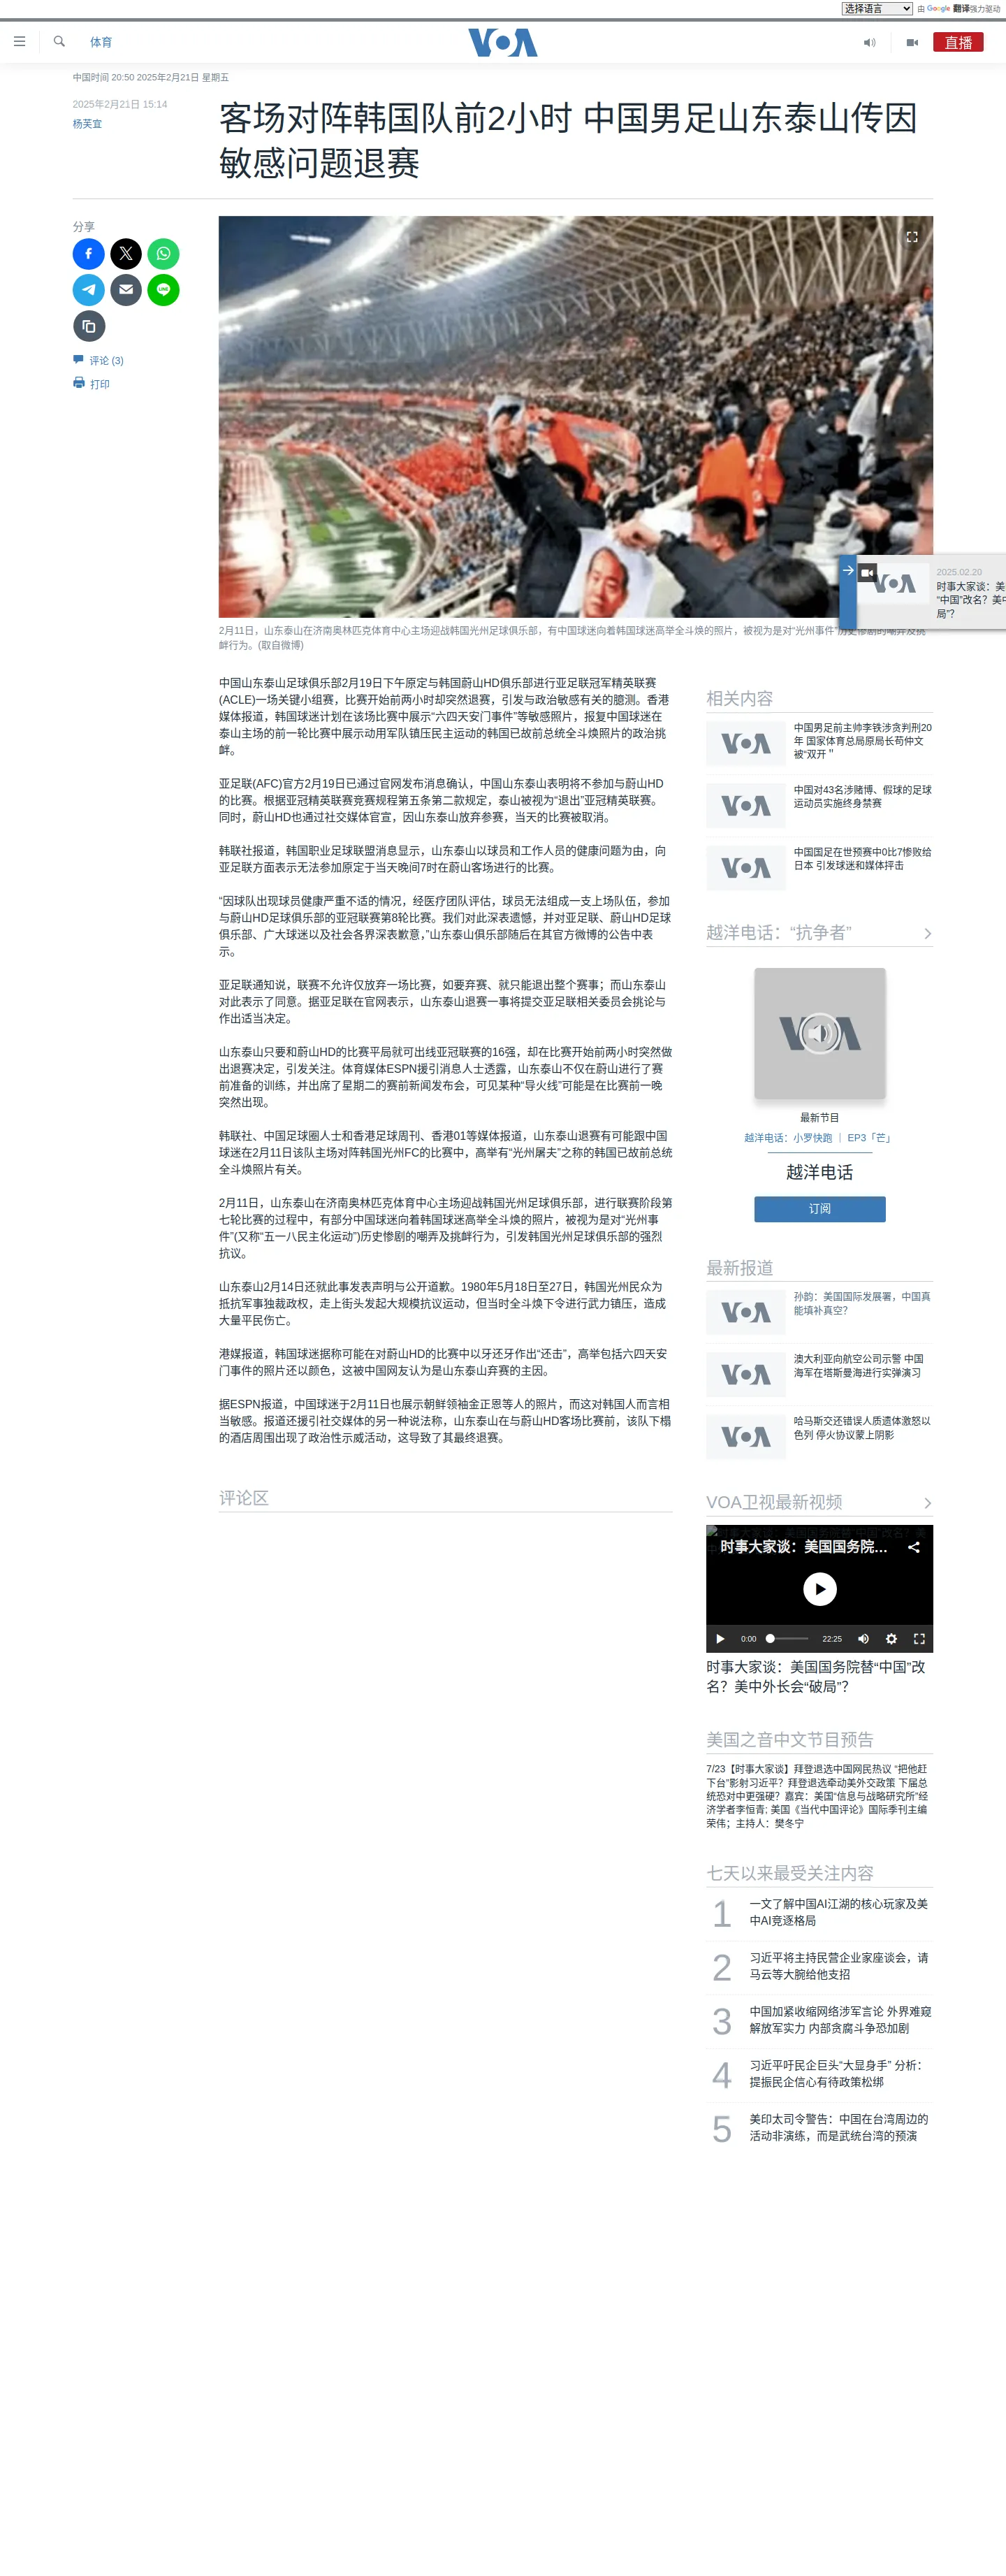 选择语言
由 Google 翻译强力驱动
体育
VOA
直播
中国时间 20:50 2025年2月21日 星期五
2025年2月21日 15:14
杨芙宜
客场对阵韩国队前2小时 中国男足山东泰山传因
敏感问题退赛
分享
评论 (3)
打印
2025.02.20
时事大家谈：美
“中国”改名？美中
局”？
2月11日，山东泰山在济南奥林匹克体育中心主场迎战韩国光州足球俱乐部，有中国球迷向着韩国球迷高举全斗焕的照片，被视为是对“光州事件”历史惨剧的嘲弄及挑
衅行为。(取自微博)
中国山东泰山足球俱乐部2月19日下午原定与韩国蔚山HD俱乐部进行亚足联冠军精英联赛
(ACLE)一场关键小组赛，比赛开始前两小时却突然退赛，引发与政治敏感有关的臆测。香港
媒体报道，韩国球迷计划在该场比赛中展示“六四天安门事件”等敏感照片，报复中国球迷在
泰山主场的前一轮比赛中展示动用军队镇压民主运动的韩国已故前总统全斗焕照片的政治挑
衅。
亚足联(AFC)官方2月19日已通过官网发布消息确认，中国山东泰山表明将不参加与蔚山HD
的比赛。根据亚冠精英联赛竞赛规程第五条第二款规定，泰山被视为“退出”亚冠精英联赛。
同时，蔚山HD也通过社交媒体官宣，因山东泰山放弃参赛，当天的比赛被取消。
韩联社报道，韩国职业足球联盟消息显示，山东泰山以球员和工作人员的健康问题为由，向
亚足联方面表示无法参加原定于当天晚间7时在蔚山客场进行的比赛。
“因球队出现球员健康严重不适的情况，经医疗团队评估，球员无法组成一支上场队伍，参加
与蔚山HD足球俱乐部的亚冠联赛第8轮比赛。我们对此深表遗憾，并对亚足联、蔚山HD足球
俱乐部、广大球迷以及社会各界深表歉意，”山东泰山俱乐部随后在其官方微博的公告中表
示。
亚足联通知说，联赛不允许仅放弃一场比赛，如要弃赛、就只能退出整个赛事；而山东泰山
对此表示了同意。据亚足联在官网表示，山东泰山退赛一事将提交亚足联相关委员会挑论与
作出适当决定。
山东泰山只要和蔚山HD的比赛平局就可出线亚冠联赛的16强，却在比赛开始前两小时突然做
出退赛决定，引发关注。体育媒体ESPN援引消息人士透露，山东泰山不仅在蔚山进行了赛
前准备的训练，并出席了星期二的赛前新闻发布会，可见某种“导火线”可能是在比赛前一晚
突然出现。
韩联社、中国足球圈人士和香港足球周刊、香港01等媒体报道，山东泰山退赛有可能跟中国
球迷在2月11日该队主场对阵韩国光州FC的比赛中，高举有“光州屠夫”之称的韩国已故前总统
全斗焕照片有关。
2月11日，山东泰山在济南奥林匹克体育中心主场迎战韩国光州足球俱乐部，进行联赛阶段第
七轮比赛的过程中，有部分中国球迷向着韩国球迷高举全斗焕的照片，被视为是对“光州事
件”(又称“五一八民主化运动”)历史惨剧的嘲弄及挑衅行为，引发韩国光州足球俱乐部的强烈
抗议。
山东泰山2月14日还就此事发表声明与公开道歉。1980年5月18日至27日，韩国光州民众为
抵抗军事独裁政权，走上街头发起大规模抗议运动，但当时全斗焕下令进行武力镇压，造成
大量平民伤亡。
港媒报道，韩国球迷据称可能在对蔚山HD的比赛中以牙还牙作出“还击”，高举包括六四天安
门事件的照片还以颜色，这被中国网友认为是山东泰山弃赛的主因。
据ESPN报道，中国球迷于2月11日也展示朝鲜领袖金正恩等人的照片，而这对韩国人而言相
当敏感。报道还援引社交媒体的另一种说法称，山东泰山在与蔚山HD客场比赛前，该队下榻
的酒店周围出现了政治性示威活动，这导致了其最终退赛。
评论区
相关内容
中国男足前主帅李铁涉贪判刑20
年 国家体育总局原局长苟仲文
被“双开＂
中国对43名涉赌博、假球的足球
运动员实施终身禁赛
中国国足在世预赛中0比7惨败给
日本 引发球迷和媒体抨击
越洋电话：“抗争者”
最新节目
越洋电话：小罗快跑 ｜ EP3「芒」
越洋电话
订阅
最新报道
孙韵：美国国际发展署，中国真
能填补真空？
澳大利亚向航空公司示警 中国
海军在塔斯曼海进行实弹演习
哈马斯交还错误人质遗体激怒以
色列 停火协议蒙上阴影
VOA卫视最新视频
时事大家谈：美国国务院...
0:00
22:25
时事大家谈：美国国务院替“中国”改
名？美中外长会“破局”？
美国之音中文节目预告
7/23【时事大家谈】拜登退选中国网民热议 “把他赶
下台”影射习近平？拜登退选牵动美外交政策 下届总
统恐对中更强硬？嘉宾：美国“信息与战略研究所”经
济学者李恒青; 美国《当代中国评论》国际季刊主编
荣伟；主持人：樊冬宁
七天以来最受关注内容
1 一文了解中国AI江湖的核心玩家及美
中AI竞逐格局
2 习近平将主持民营企业家座谈会，请
马云等大腕给他支招
3 中国加紧收缩网络涉军言论 外界难窥
解放军实力 内部贪腐斗争恐加剧
4 习近平吁民企巨头“大显身手” 分析：
提振民企信心有待政策松绑
5 美印太司令警告：中国在台湾周边的
活动非演练，而是武统台湾的预演